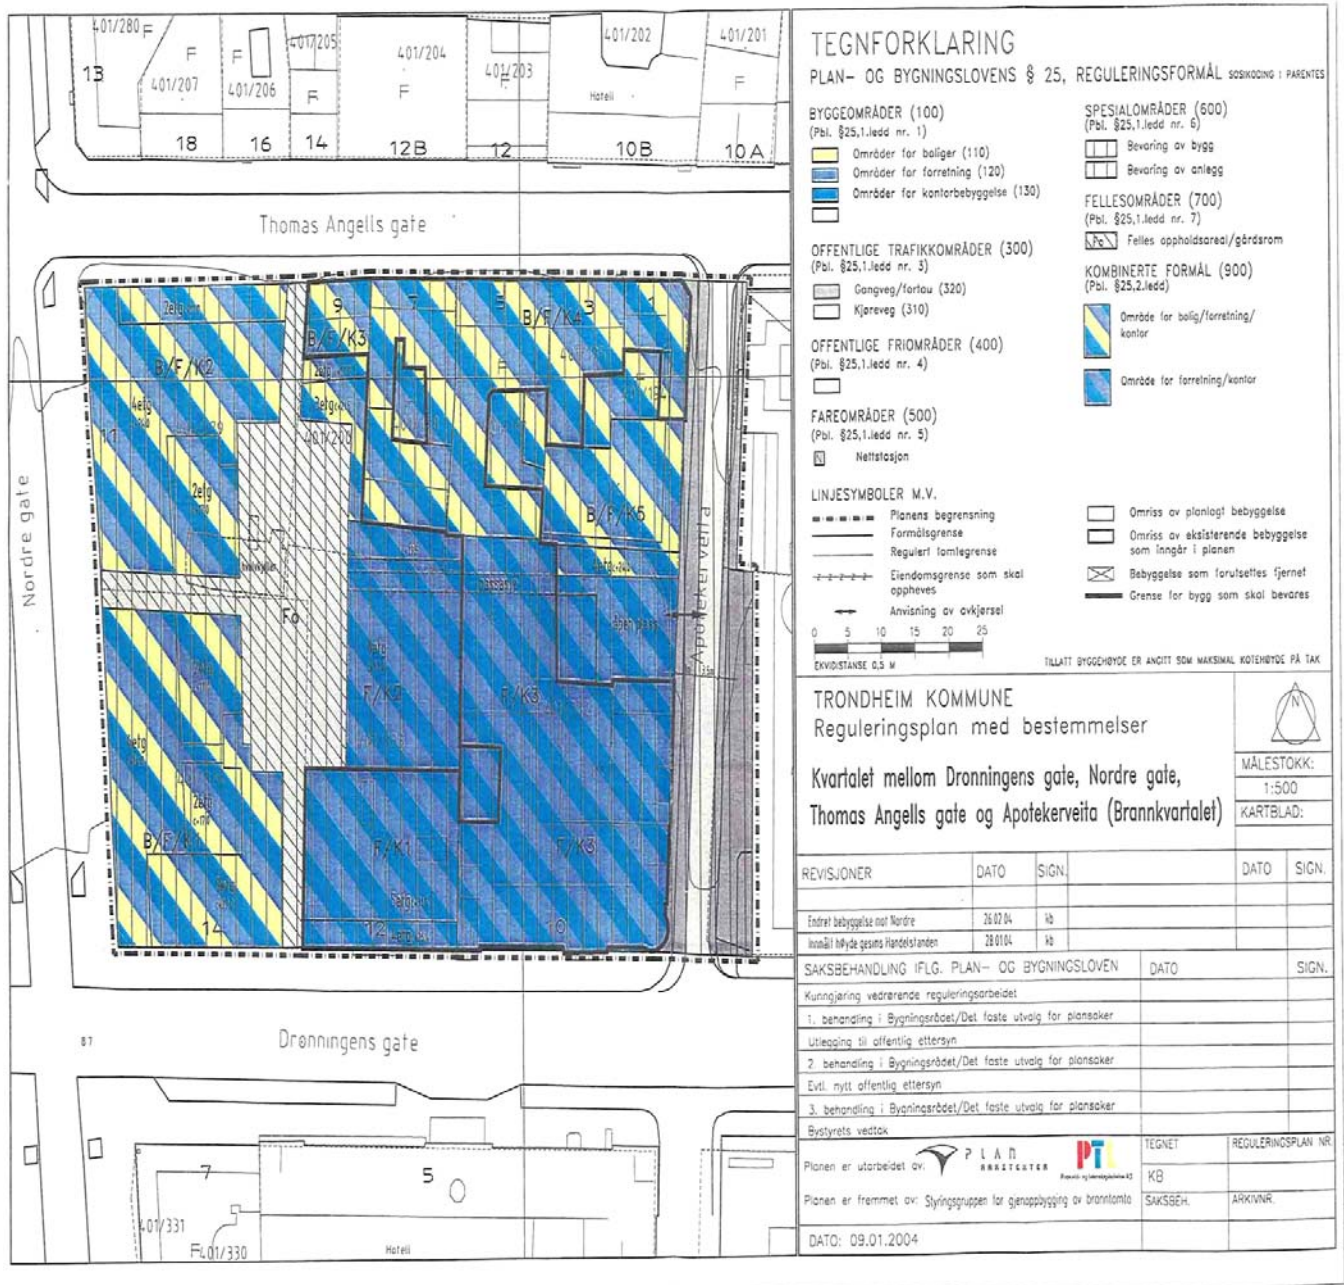 401/280 F
13
F
401/207
18
F
401/206
16
401/205
F
14
401/204
F
12B
401/203
F
12
401/202
Hotell
10B
401/201
F
10A
Thomas Angells gate
Nordre gate
Apotekerveita
Drønningens gate
B/F/K2
9
B/F/K3
7
5
3
1
B/F/K4
4etg
2etg
401/200
B/F/K5
Fo
F/K2
F/K3
F/K1
F/K3
14
12
10
87
7
5
401/331
F401/330
Hotell
TEGNFORKLARING
PLAN- OG BYGNINGSLOVENS § 25, REGULERINGSFORMÅL SOSIKODING I PARENTES
BYGGEOMRÅDER (100)
(Pbl. §25,1.ledd nr. 1)
Områder for boliger (110)
Områder for forretning (120)
Områder for kontorbebyggelse (130)
OFFENTLIGE TRAFIKKOMRÅDER (300)
(Pbl. §25,1.ledd nr. 3)
Gangveg/fortau (320)
Kjøreveg (310)
OFFENTLIGE FRIOMRÅDER (400)
(Pbl. §25,1.ledd nr. 4)
FAREOMRÅDER (500)
(Pbl. §25,1.ledd nr. 5)
N Nettstasjon
SPESIALOMRÅDER (600)
(Pbl. §25,1.ledd nr. 6)
Bevaring av bygg
Bevaring av anlegg
FELLESOMRÅDER (700)
(Pbl. §25,1.ledd nr. 7)
Felles oppholdsareal/gårdsrom
KOMBINERTE FORMÅL (900)
(Pbl. §25,2.ledd)
Område for bolig/forretning/
kontor
Område for forretning/kontor
LINJESYMBOLER M.V.
Planens begrensning
Formålsgrense
Regulert tomtegrense
Eiendomsgrense som skal
oppheves
Anvisning av avkjørsel
Omriss av planlagt bebyggelse
Omriss av eksisterende bebyggelse
som inngår i planen
Bebyggelse som forutsettes fjernet
Grense for bygg som skal bevares
0 5 10 15 20 25
EKVIDISTANSE 0,5 M
TILLATT BYGGEHØYDE ER ANGITT SOM MAKSIMAL KOTEHØYDE PÅ TAK
TRONDHEIM KOMMUNE
Reguleringsplan med bestemmelser
Kvartalet mellom Dronningens gate, Nordre gate,
Thomas Angells gate og Apotekerveita (Brannkvartalet)
N
MÅLESTOKK:
1:500
KARTBLAD:
REVISJONER DATO SIGN. DATO SIGN.
Endret bebyggelse mot Nordre 26.02.04 kb
Innmålt høyde gesims Handelstanden 28.01.04 kb
SAKSBEHANDLING IFLG. PLAN- OG BYGNINGSLOVEN DATO SIGN.
Kunngjøring vedrørende reguleringsarbeidet
1. behandling i Bygningsrådet/Det faste utvalg for plansaker
Utlegging til offentlig ettersyn
2. behandling i Bygningsrådet/Det faste utvalg for plansaker
Evtl. nytt offentlig ettersyn
3. behandling i Bygningsrådet/Det faste utvalg for plansaker
Bystyrets vedtak
Planen er utarbeidet av: PLAN ARKITEKTER PTL
TEGNET
KB
REGULERINGSPLAN NR
Planen er fremmet av: Styringsgruppen for gjenoppbygging av branntomta
SAKSBEH.
ARKIVNR.
DATO: 09.01.2004